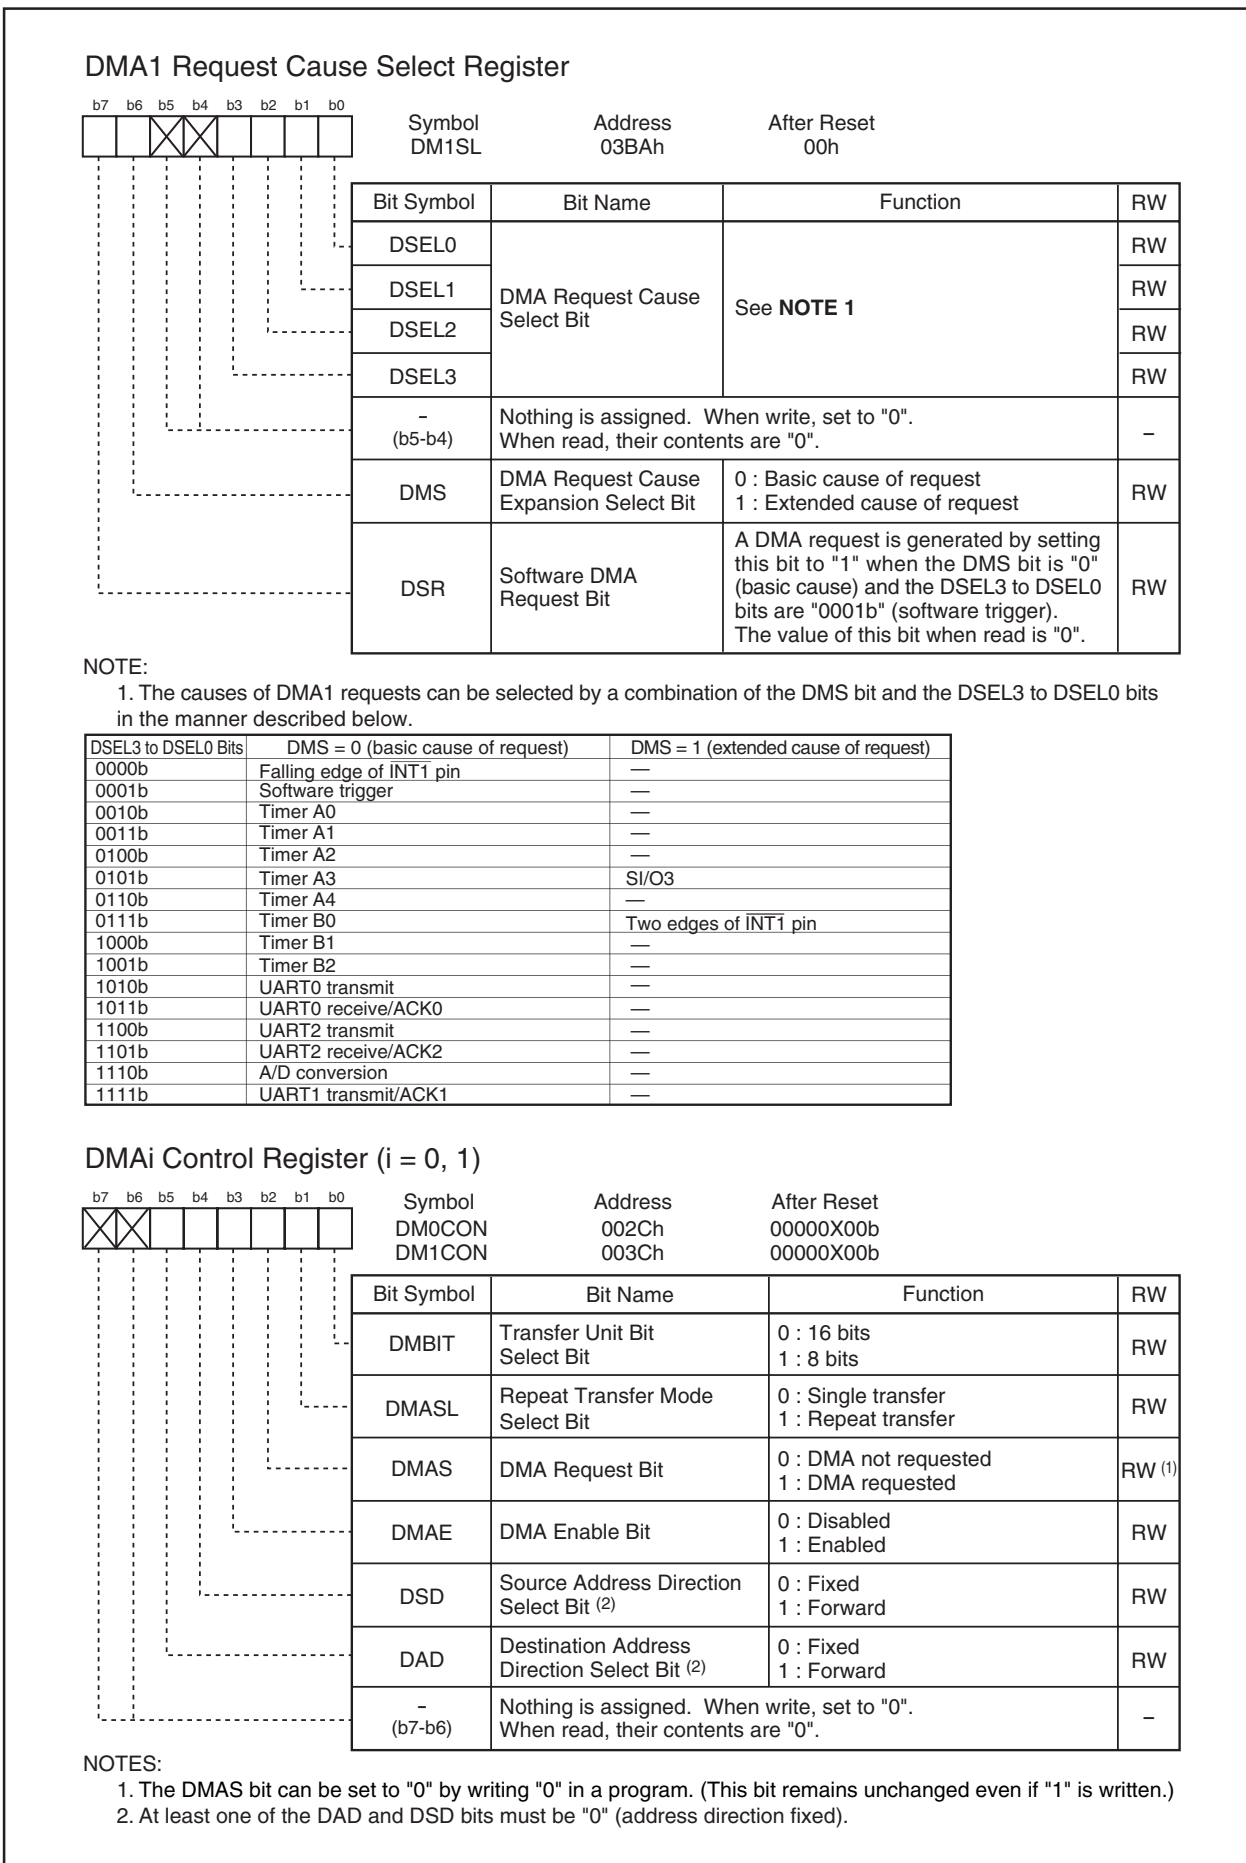 DMA1 Request Cause Select Register
b7 b6 b5 b4 b3 b2 b1 b0
Symbol Address After Reset
DM1SL 03BAh 00h
Bit Symbol Bit Name Function RW
DSEL0 RW
DSEL1 RW
DMA Request Cause
Select Bit
See NOTE 1
DSEL2 RW
DSEL3 RW
– (b5-b4) Nothing is assigned. When write, set to "0".
When read, their contents are "0". –
DMS DMA Request Cause
Expansion Select Bit
0 : Basic cause of request
1 : Extended cause of request
RW
DSR Software DMA
Request Bit
A DMA request is generated by setting
this bit to "1" when the DMS bit is "0"
(basic cause) and the DSEL3 to DSEL0
bits are "0001b" (software trigger).
The value of this bit when read is "0".
RW
NOTE:
1. The causes of DMA1 requests can be selected by a combination of the DMS bit and the DSEL3 to DSEL0 bits
in the manner described below.
DSEL3 to DSEL0 Bits DMS = 0 (basic cause of request) DMS = 1 (extended cause of request)
0000b Falling edge of INT1 pin —
0001b Software trigger —
0010b Timer A0 —
0011b Timer A1 —
0100b Timer A2 —
0101b Timer A3 SI/O3
0110b Timer A4 —
0111b Timer B0 Two edges of INT1 pin
1000b Timer B1 —
1001b Timer B2 —
1010b UART0 transmit —
1011b UART0 receive/ACK0 —
1100b UART2 transmit —
1101b UART2 receive/ACK2 —
1110b A/D conversion —
1111b UART1 transmit/ACK1 —
DMAi Control Register (i = 0, 1)
b7 b6 b5 b4 b3 b2 b1 b0
Symbol Address After Reset
DM0CON 002Ch 00000X00b
DM1CON 003Ch 00000X00b
Bit Symbol Bit Name Function RW
DMBIT Transfer Unit Bit
Select Bit
0 : 16 bits
1 : 8 bits
RW
DMASL Repeat Transfer Mode
Select Bit
0 : Single transfer
1 : Repeat transfer
RW
DMAS DMA Request Bit
0 : DMA not requested
1 : DMA requested
RW (1)
DMAE DMA Enable Bit
0 : Disabled
1 : Enabled
RW
DSD Source Address Direction
Select Bit (2)
0 : Fixed
1 : Forward
RW
DAD Destination Address
Direction Select Bit (2)
0 : Fixed
1 : Forward
RW
– (b7-b6) Nothing is assigned. When write, set to "0".
When read, their contents are "0". –
NOTES:
1. The DMAS bit can be set to "0" by writing "0" in a program. (This bit remains unchanged even if "1" is written.)
2. At least one of the DAD and DSD bits must be "0" (address direction fixed).